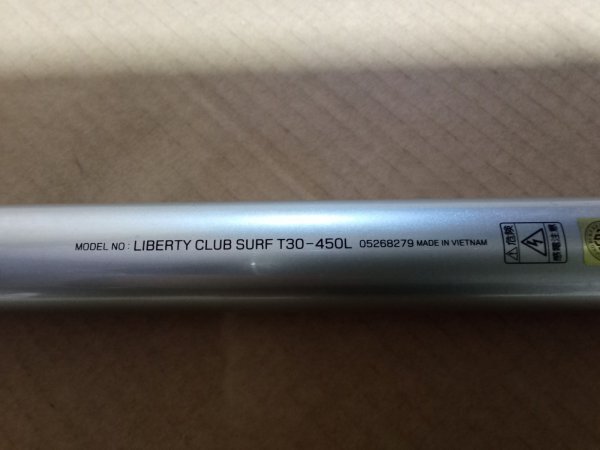 MODEL NO : LIBERTY CLUB SURF T30-450L 05268279 MADE IN VIETNAM
危険
感電注意